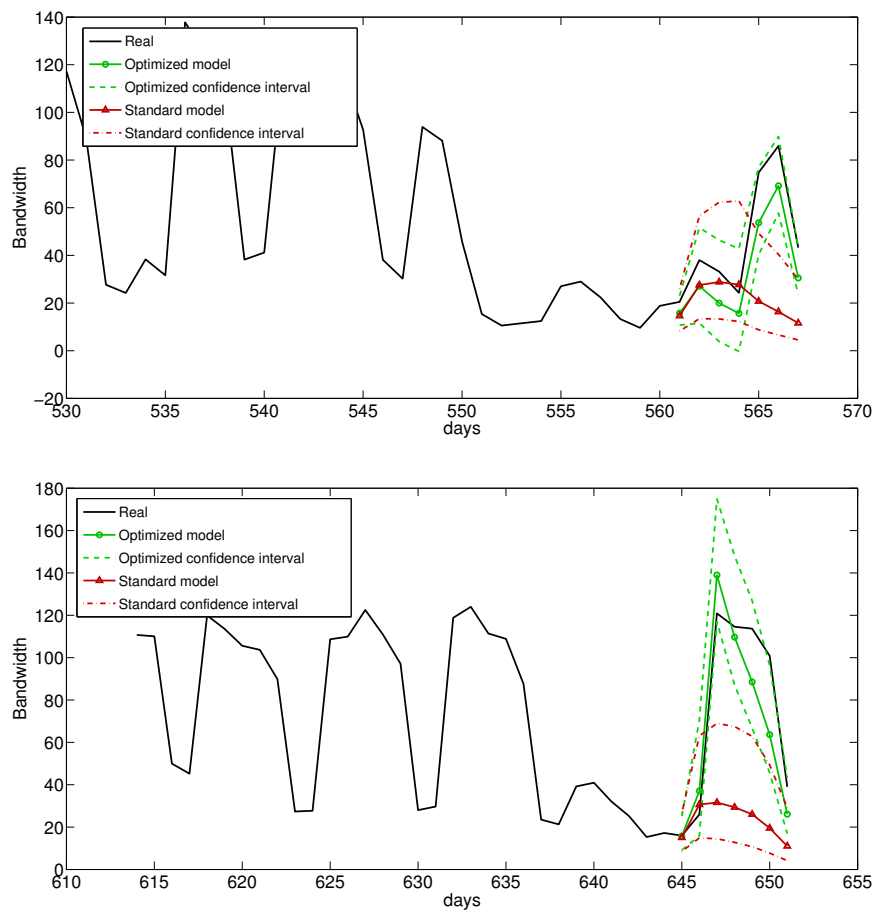 140
120
100
80
60
40
20
0
−20
Bandwidth
Real
Optimized model
Optimized confidence interval
Standard model
Standard confidence interval
530 535 540 545 550 555 560 565 570
days
180
160
140
120
100
80
60
40
20
0
Bandwidth
Real
Optimized model
Optimized confidence interval
Standard model
Standard confidence interval
610 615 620 625 630 635 640 645 650 655
days